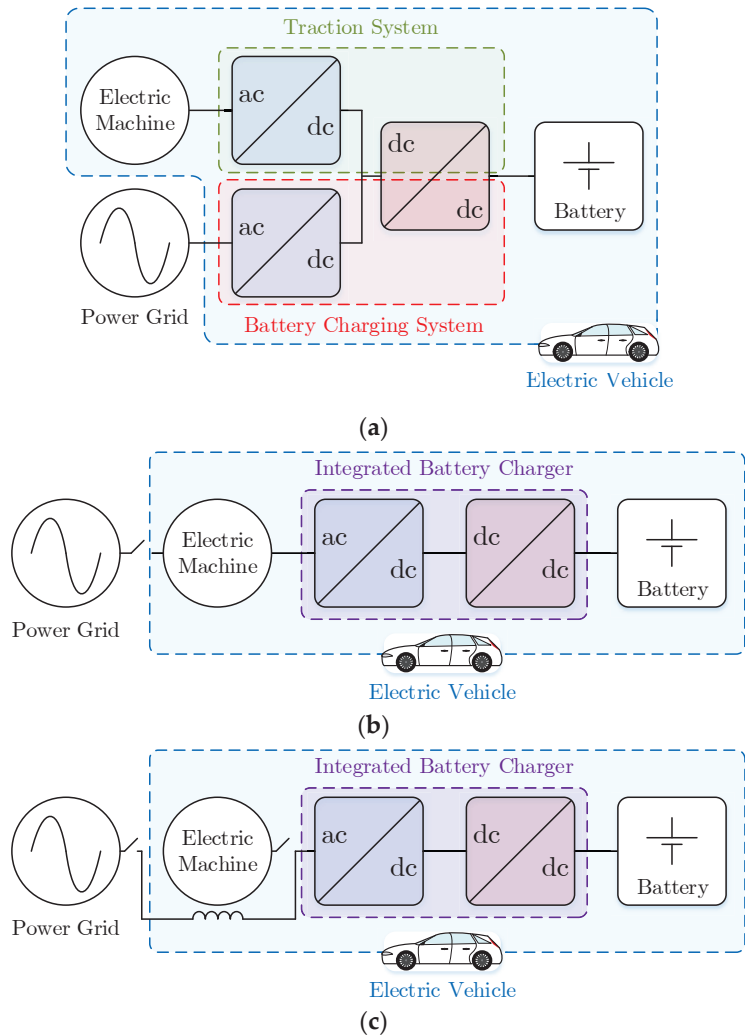 Traction System
Electric
Machine
ac
dc
dc
dc
Battery
ac
dc
Power Grid
Battery Charging System
Electric Vehicle
(a)
Integrated Battery Charger
Electric
Machine
ac
dc
dc
dc
Battery
Power Grid
Electric Vehicle
(b)
Integrated Battery Charger
Electric
Machine
ac
dc
dc
dc
Battery
Power Grid
Electric Vehicle
(c)